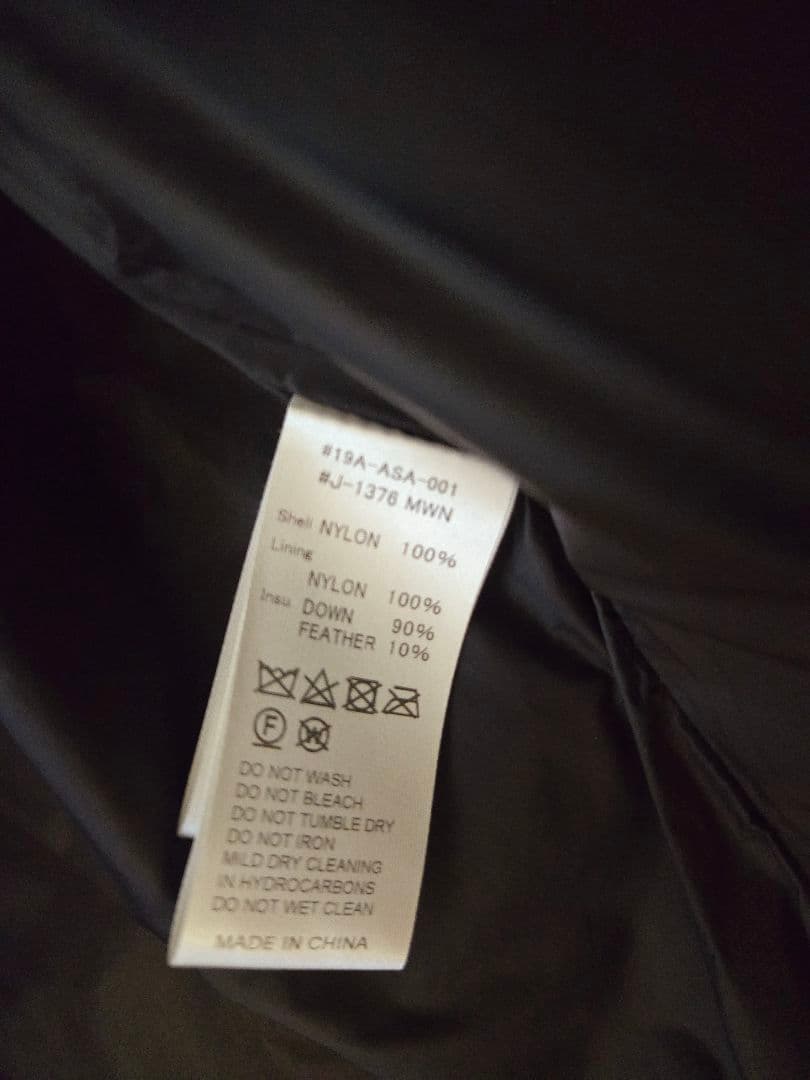 #19A-ASA-001
#J-1376 MWN
Shell NYLON 100%
Lining
NYLON 100%
Insu DOWN 90%
FEATHER 10%
F W
DO NOT WASH
DO NOT BLEACH
DO NOT TUMBLE DRY
DO NOT IRON
MILD DRY CLEANING
IN HYDROCARBONS
DO NOT WET CLEAN
MADE IN CHINA